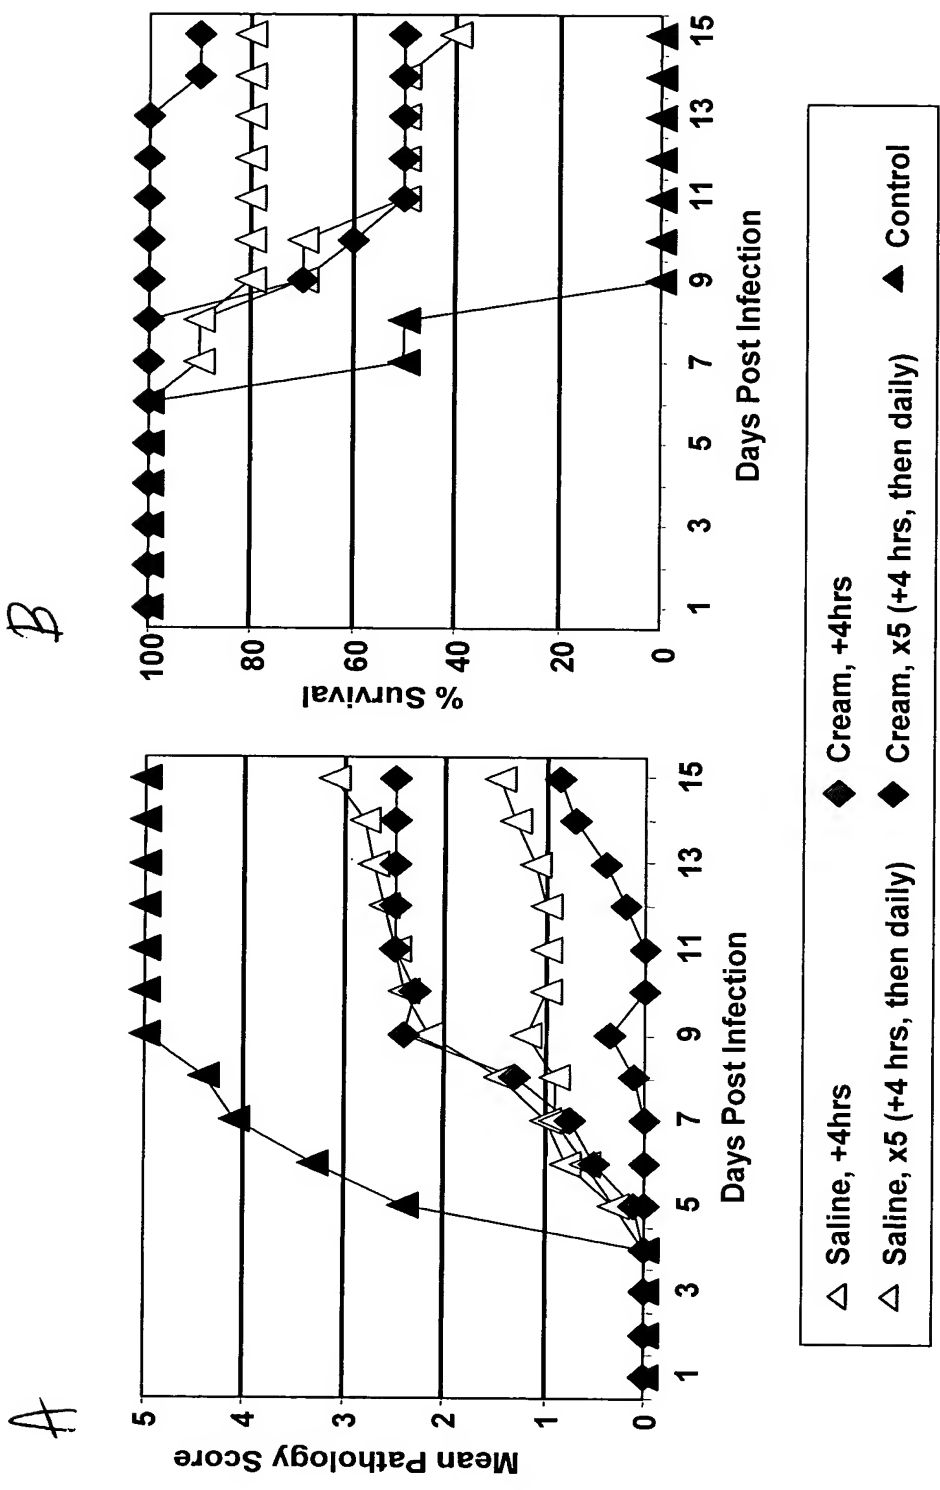 A
Mean Pathology Score
5
4
3
2
1
0
1 3 5 7 9 11 13 15
Days Post Infection
B
% Survival
100
80
60
40
20
0
1 3 5 7 9 11 13 15
Days Post Infection
Saline, +4hrs Cream, +4hrs
Saline, x5 (+4 hrs, then daily) Cream, x5 (+4 hrs, then daily) Control